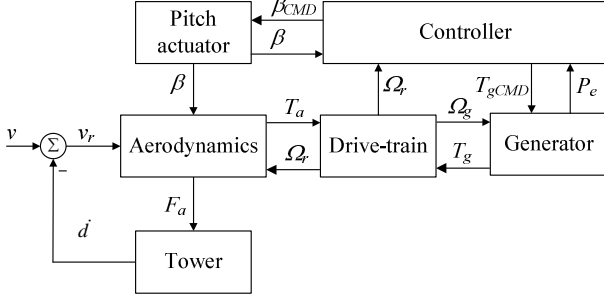 Pitch
actuator
β_CMD
β
Controller
β
T_a
Ω_r
T_gCMD
P_e
v
Σ
−
v_r
Aerodynamics
Ω_r
Drive-train
Ω_g
T_g
Generator
F_a
ḋ
Tower